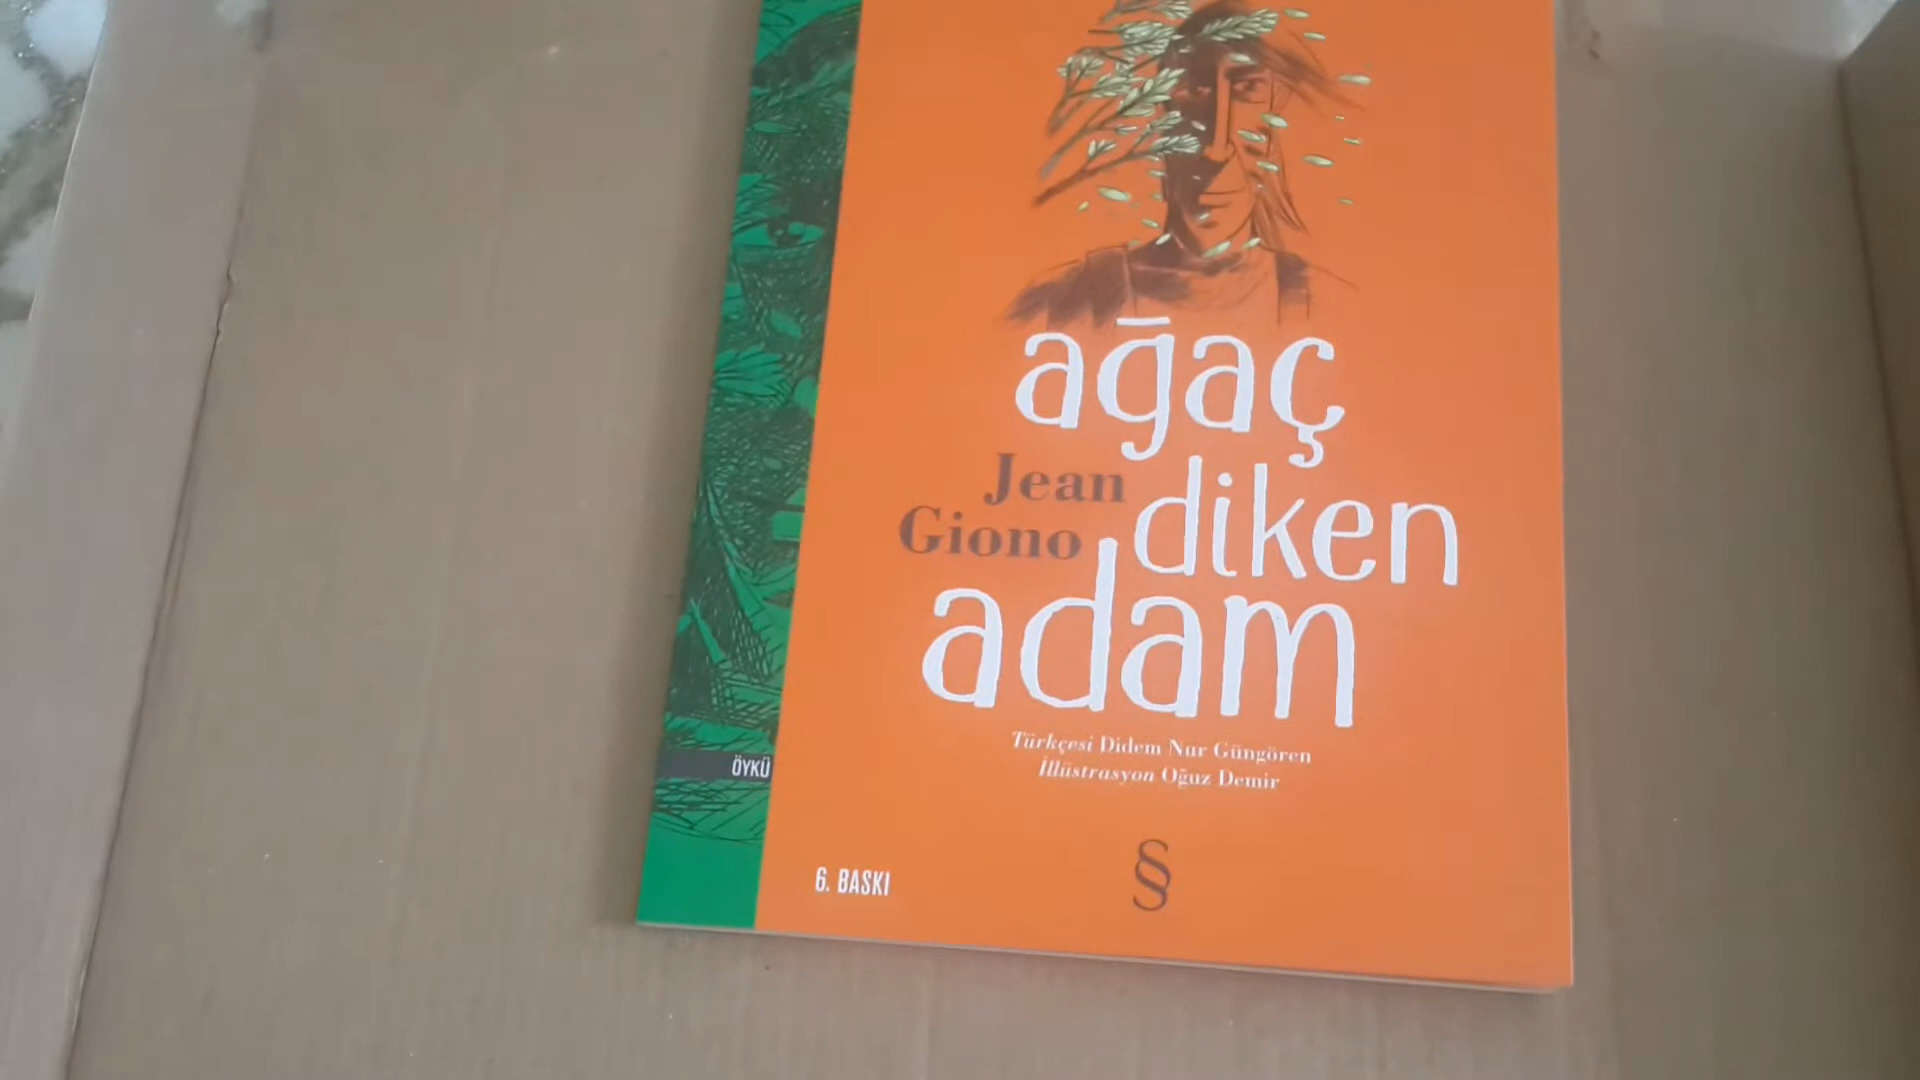 ağaç
Jean
Giono
diken
adam
Türkçesi Didem Nur Güngören
İllüstrasyon Oğuz Demir
ÖYKÜ
6. BASKI